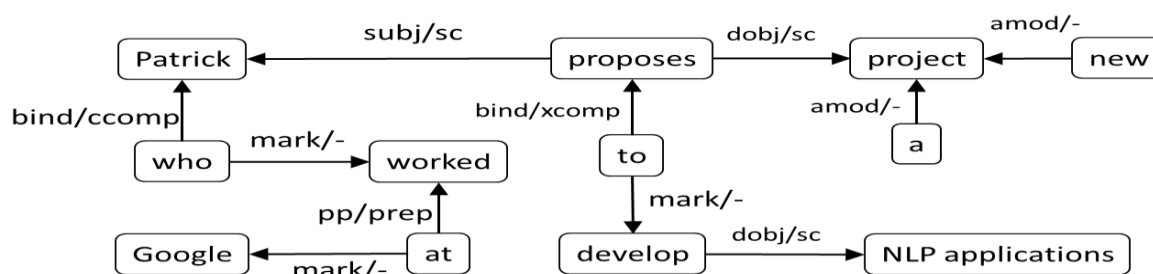 subj/sc dobj/sc amod/-
Patrick proposes project new
bind/ccomp bind/xcomp amod/-
who mark/- worked to a
pp/prep mark/-
Google mark/- at develop dobj/sc NLP applications